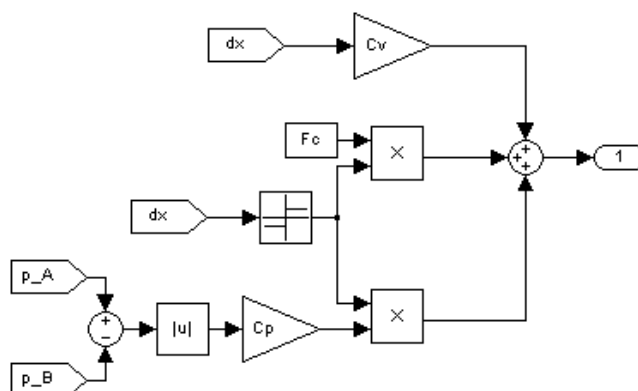 dx
Cv
Fc
×
+
+
+
1
dx
p_A
+
−
|u|
Cp
×
p_B